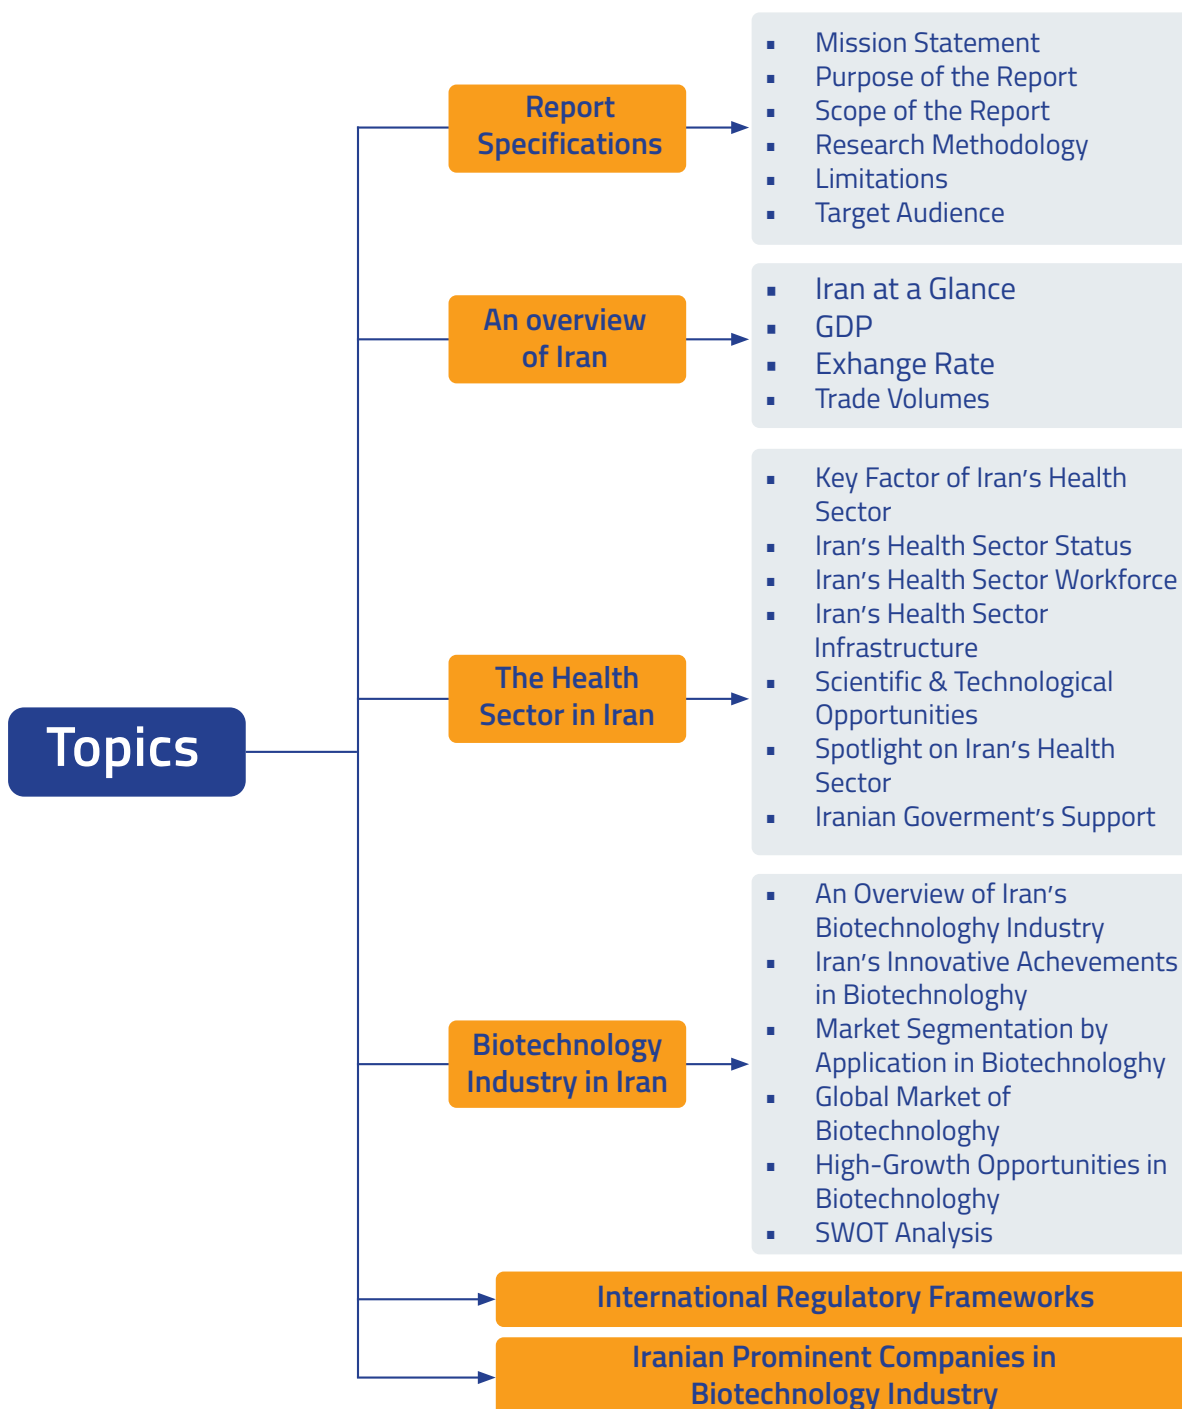 Topics
Report
Specifications
▪ Mission Statement
▪ Purpose of the Report
▪ Scope of the Report
▪ Research Methodology
▪ Limitations
▪ Target Audience
An overview
of Iran
▪ Iran at a Glance
▪ GDP
▪ Exhange Rate
▪ Trade Volumes
The Health
Sector in Iran
▪ Key Factor of Iran's Health
Sector
▪ Iran's Health Sector Status
▪ Iran's Health Sector Workforce
▪ Iran's Health Sector
Infrastructure
▪ Scientific & Technological
Opportunities
▪ Spotlight on Iran's Health
Sector
▪ Iranian Goverment's Support
Biotechnology
Industry in Iran
▪ An Overview of Iran's
Biotechnologhy Industry
▪ Iran's Innovative Achevements
in Biotechnologhy
▪ Market Segmentation by
Application in Biotechnologhy
▪ Global Market of
Biotechnologhy
▪ High-Growth Opportunities in
Biotechnologhy
▪ SWOT Analysis
International Regulatory Frameworks
Iranian Prominent Companies in
Biotechnology Industry